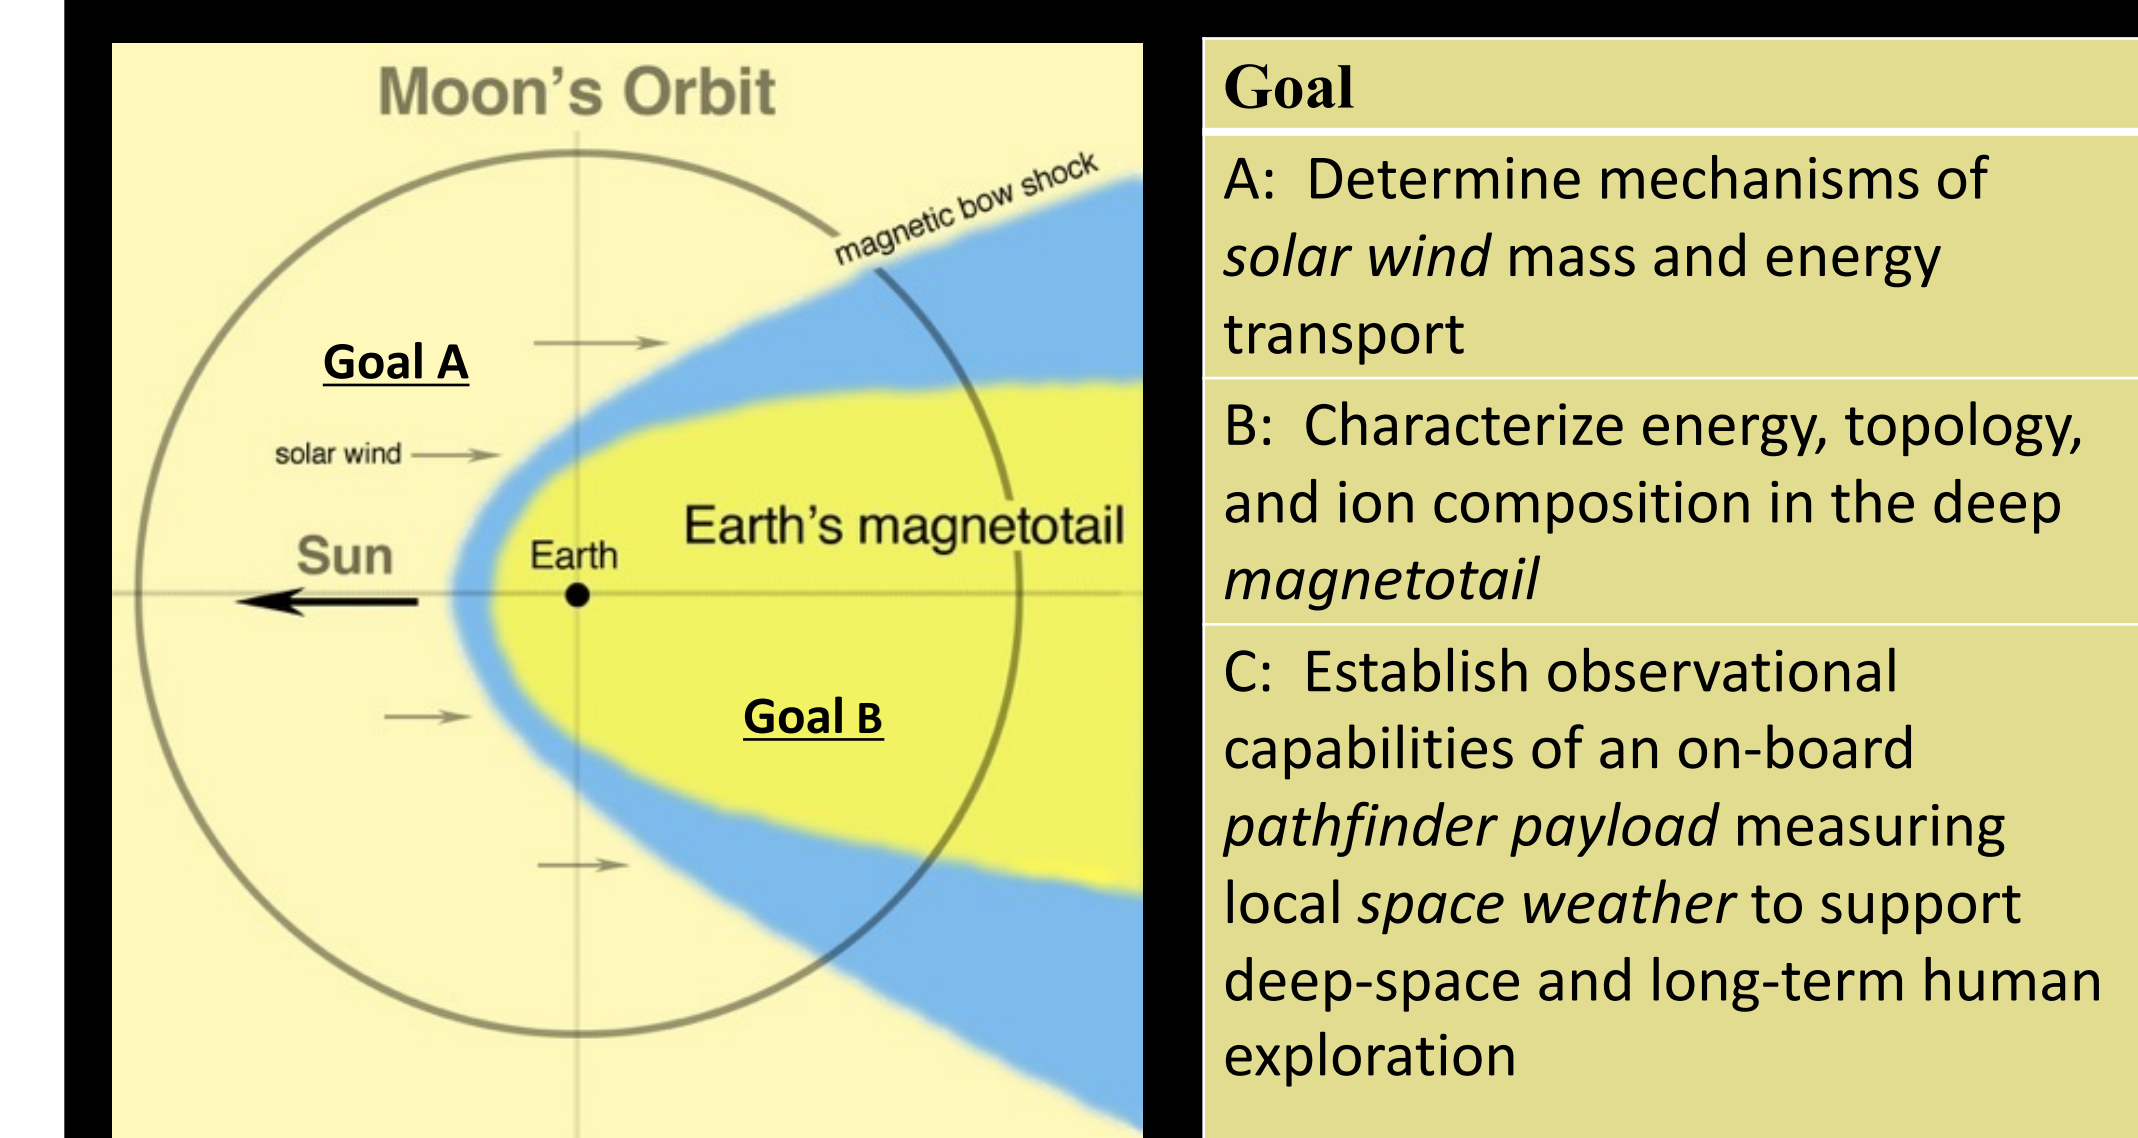 Moon's Orbit
magnetic bow shock
Goal A
solar wind
Sun
Earth
Earth's magnetotail
Goal B
Goal
A: Determine mechanisms of
solar wind mass and energy
transport
B: Characterize energy, topology,
and ion composition in the deep
magnetotail
C: Establish observational
capabilities of an on-board
pathfinder payload measuring
local space weather to support
deep-space and long-term human
exploration